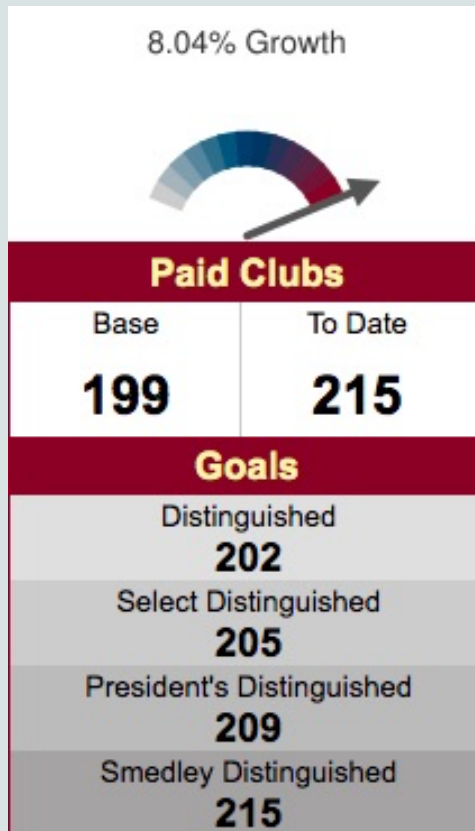 8.04% Growth
Paid Clubs
Base
To Date
199
215
Goals
Distinguished
202
Select Distinguished
205
President's Distinguished
209
Smedley Distinguished
215